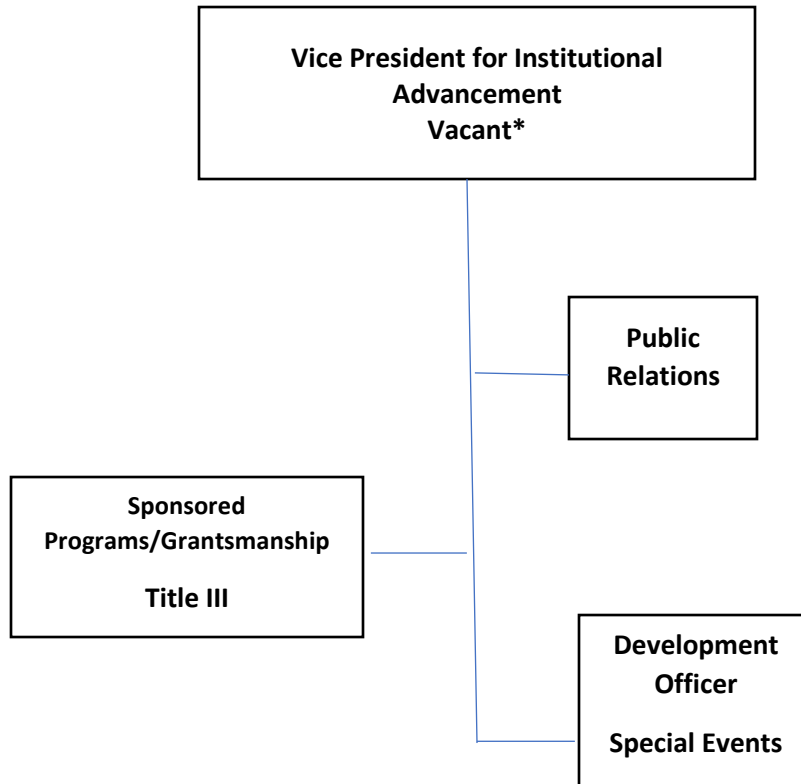 Vice President for Institutional
Advancement
Vacant*
Public
Relations
Sponsored
Programs/Grantsmanship
Title III
Development
Officer
Special Events